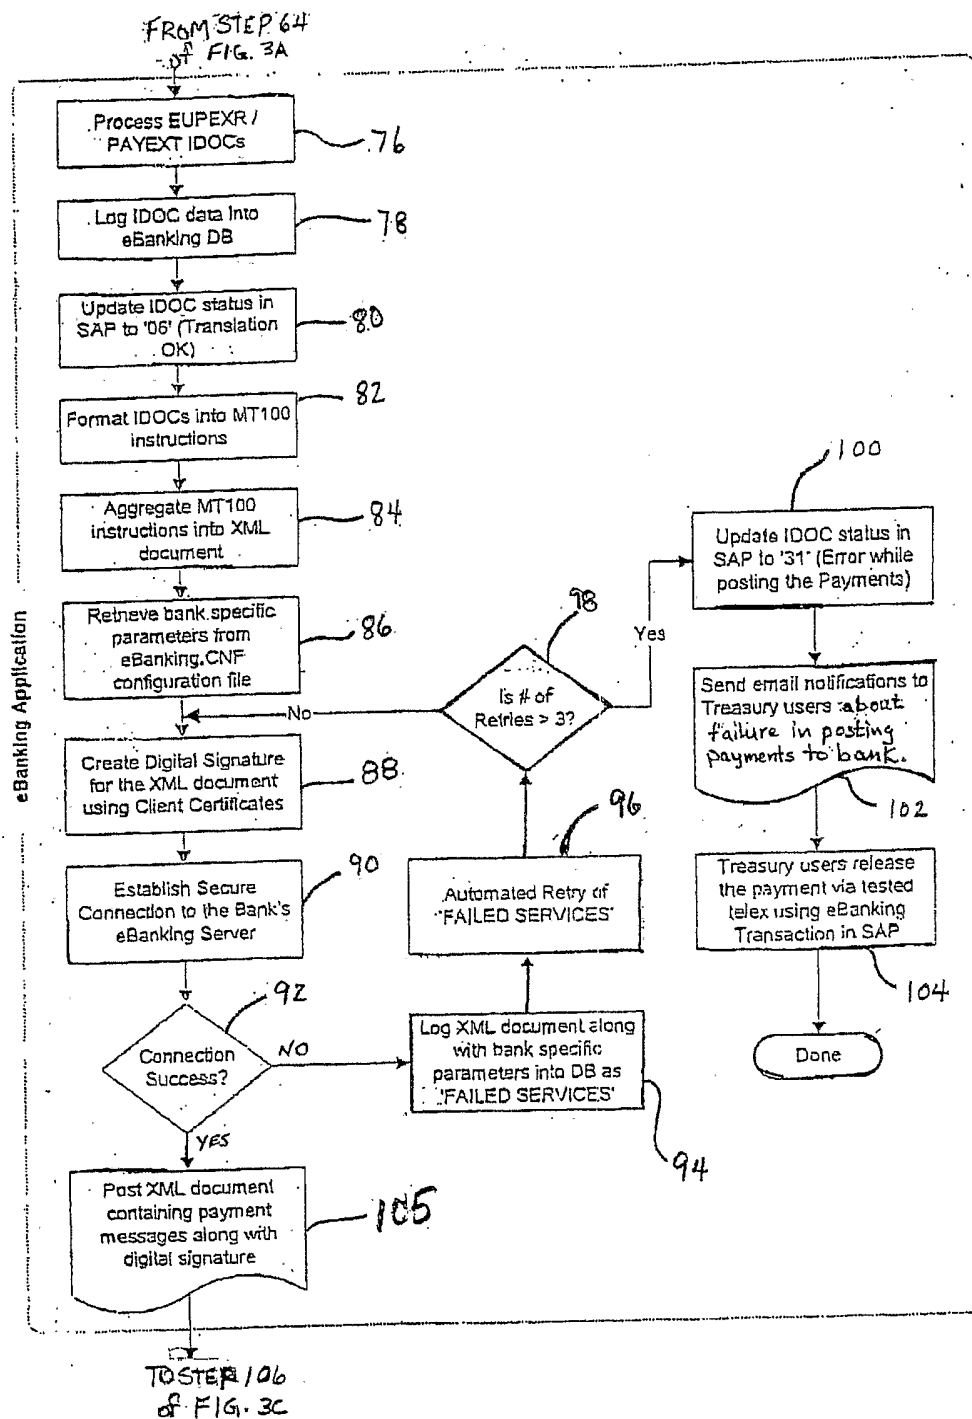 FROM STEP 64
of FIG. 3A
Process EUPEXR /
PAYEXT IDOCs
76
Log IDOC data into
eBanking DB
78
Update IDOC status in
SAP to '06' (Translation
OK)
80
Format IDOCs into MT100
instructions
82
Aggregate MT100
instructions into XML
document
84
Retrieve bank specific
parameters from
eBanking.CNF
configuration file
86
No
Create Digital Signature
for the XML document
using Client Certificates
88
Establish Secure
Connection to the Bank's
eBanking Server
90
Connection
Success?
92
NO
YES
Post XML document
containing payment
messages along with
digital signature
105
TO STEP 106
of FIG. 3C
Log XML document along
with bank specific
parameters into DB as
'FAILED SERVICES'
94
Automated Retry of
"FAILED SERVICES"
96
Is # of
Retries > 3?
98
Yes
Update IDOC status in
SAP to '31' (Error while
posting the Payments)
100
Send email notifications to
Treasury users about
failure in posting
payments to bank.
102
Treasury users release
the payment via tested
telex using eBanking
Transaction in SAP
104
Done
eBanking Application